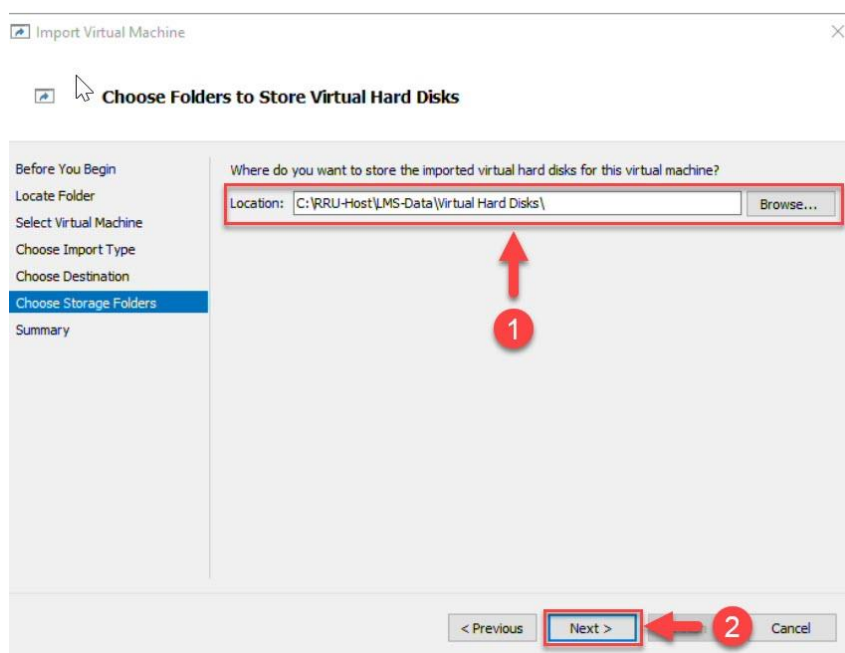 Import Virtual Machine
Choose Folders to Store Virtual Hard Disks
Before You Begin
Locate Folder
Select Virtual Machine
Choose Import Type
Choose Destination
Choose Storage Folders
Summary
Where do you want to store the imported virtual hard disks for this virtual machine?
Location: C:\RRU-Host\LMS-Data\Virtual Hard Disks\ Browse...
1
< Previous Next > 2 Cancel